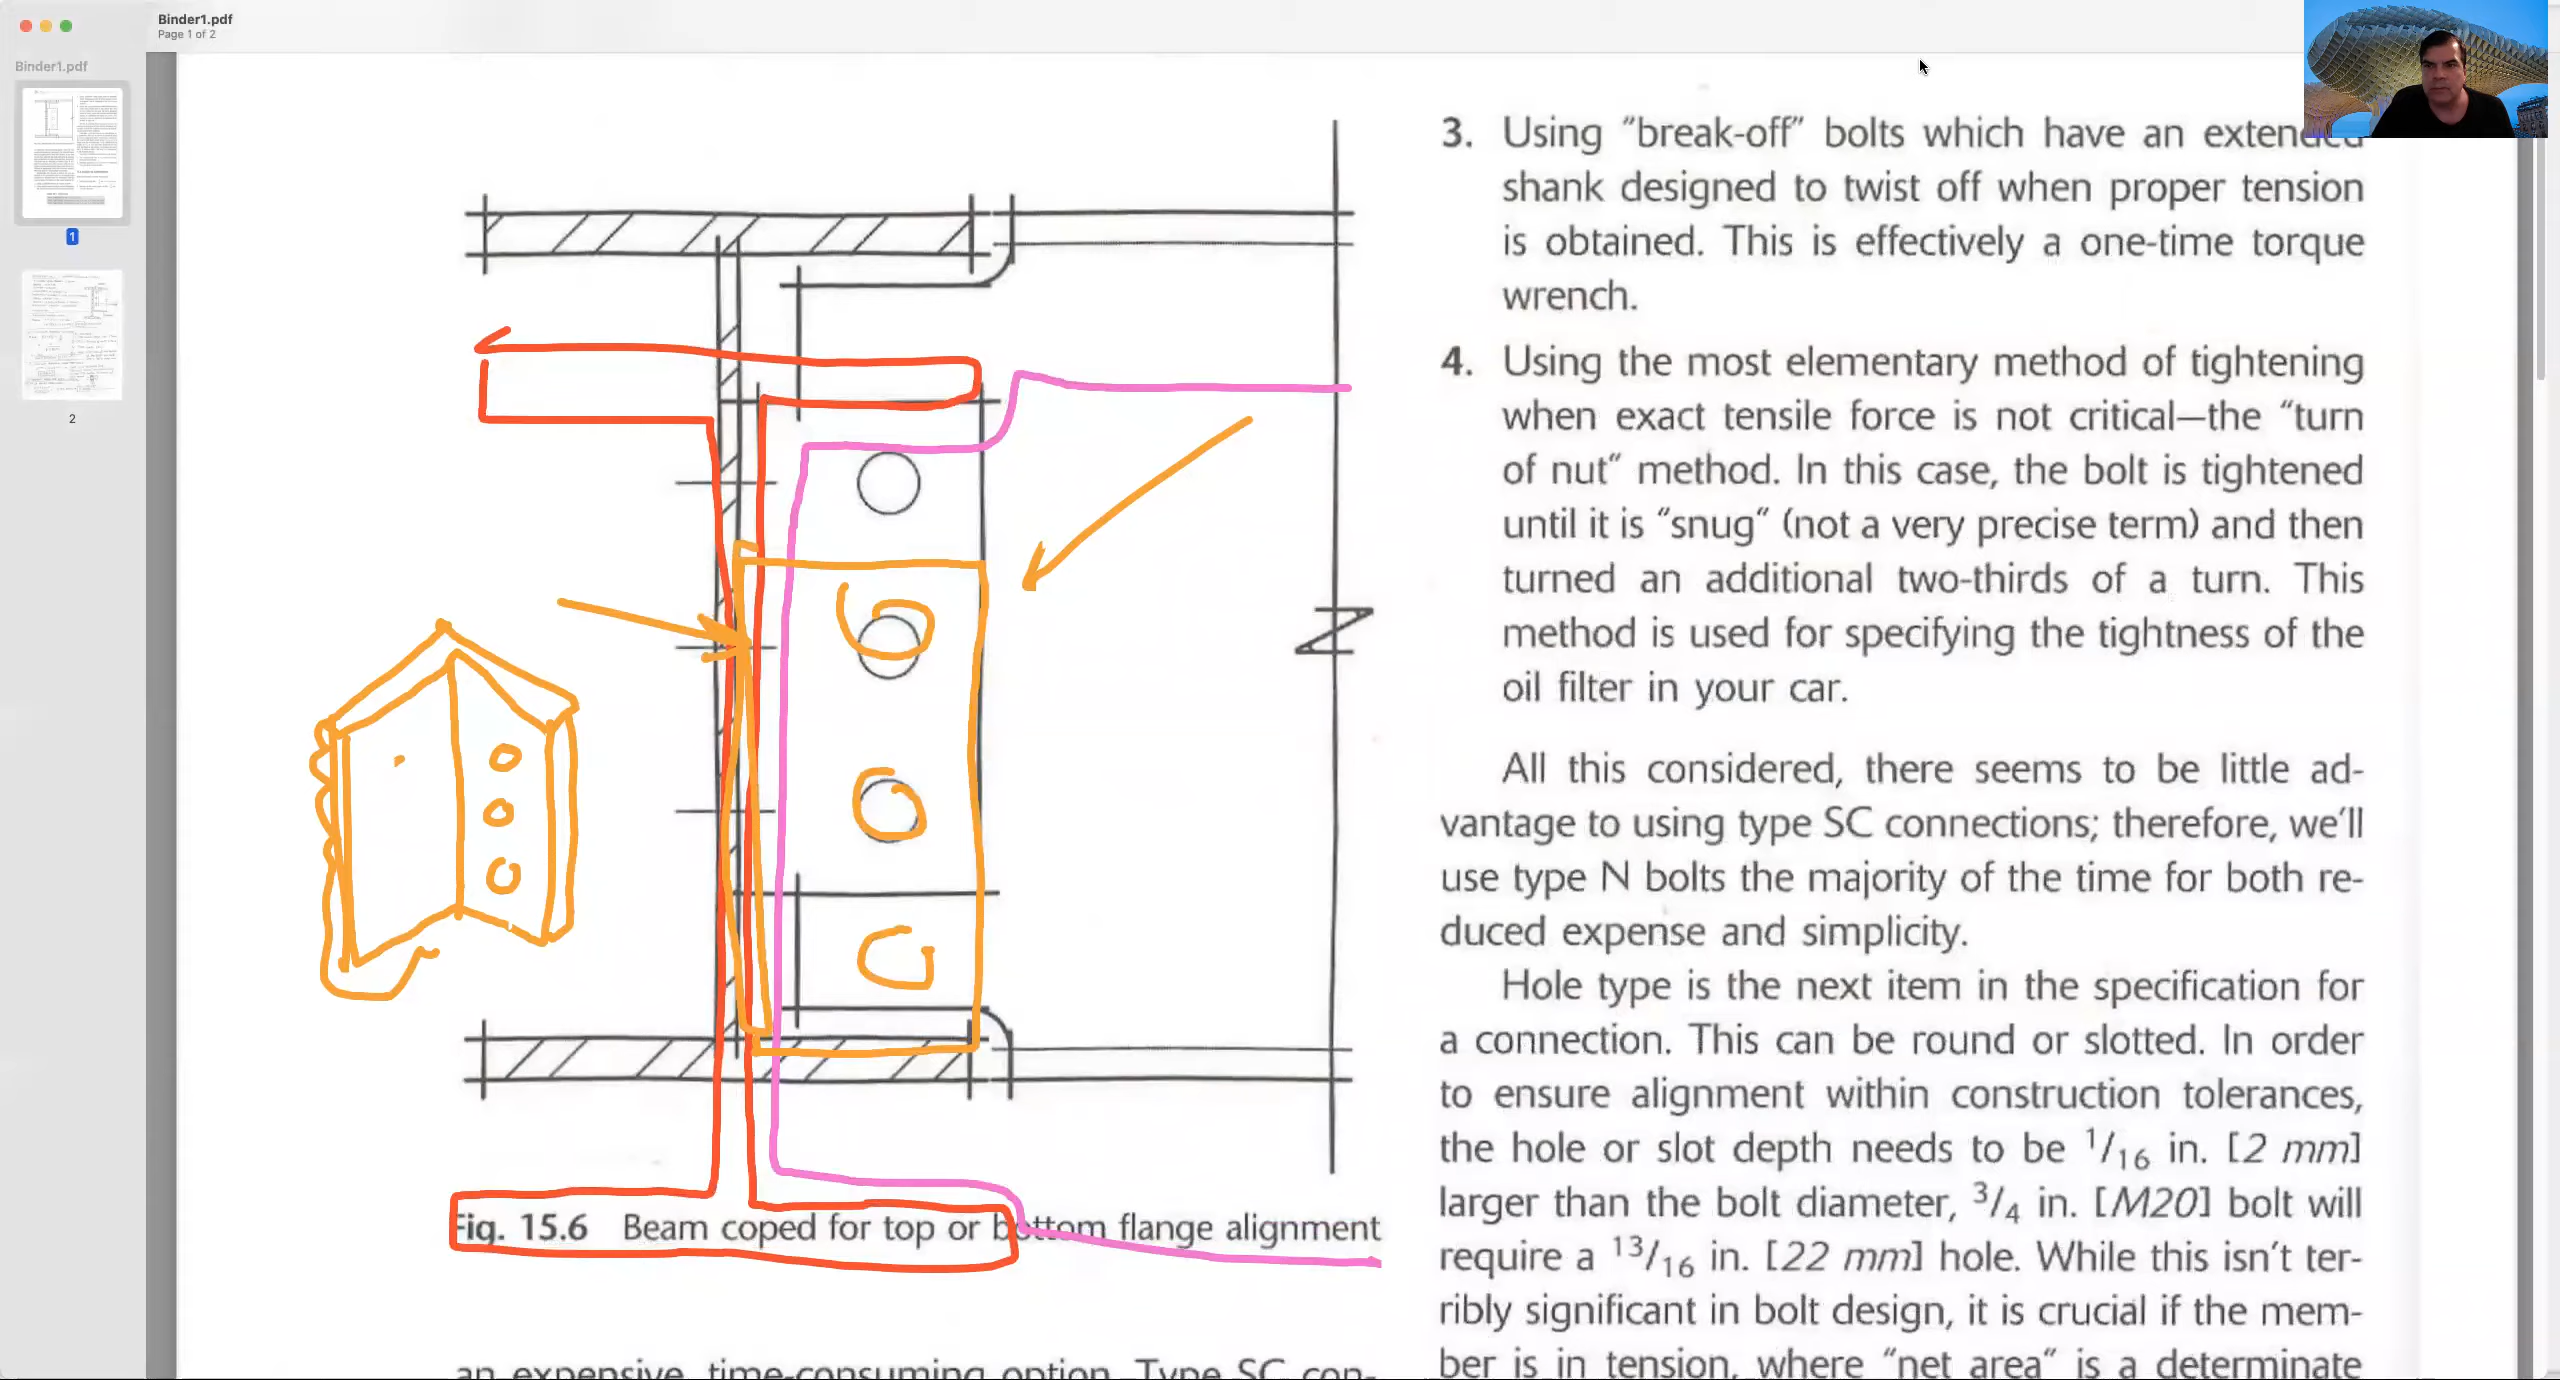 Binder1.pdf
Page 1 of 2
Binder1.pdf
1
2
Fig. 15.6 Beam coped for top or bottom flange alignment
an expensive, time-consuming option. Type SC con-
3. Using “break-off” bolts which have an extended
shank designed to twist off when proper tension
is obtained. This is effectively a one-time torque
wrench.
4. Using the most elementary method of tightening
when exact tensile force is not critical—the “turn
of nut” method. In this case, the bolt is tightened
until it is “snug” (not a very precise term) and then
turned an additional two-thirds of a turn. This
method is used for specifying the tightness of the
oil filter in your car.
All this considered, there seems to be little ad-
vantage to using type SC connections; therefore, we’ll
use type N bolts the majority of the time for both re-
duced expense and simplicity.
Hole type is the next item in the specification for
a connection. This can be round or slotted. In order
to ensure alignment within construction tolerances,
the hole or slot depth needs to be 1/16 in. [2 mm]
larger than the bolt diameter, 3/4 in. [M20] bolt will
require a 13/16 in. [22 mm] hole. While this isn’t ter-
ribly significant in bolt design, it is crucial if the mem-
ber is in tension, where “net area” is a determinate